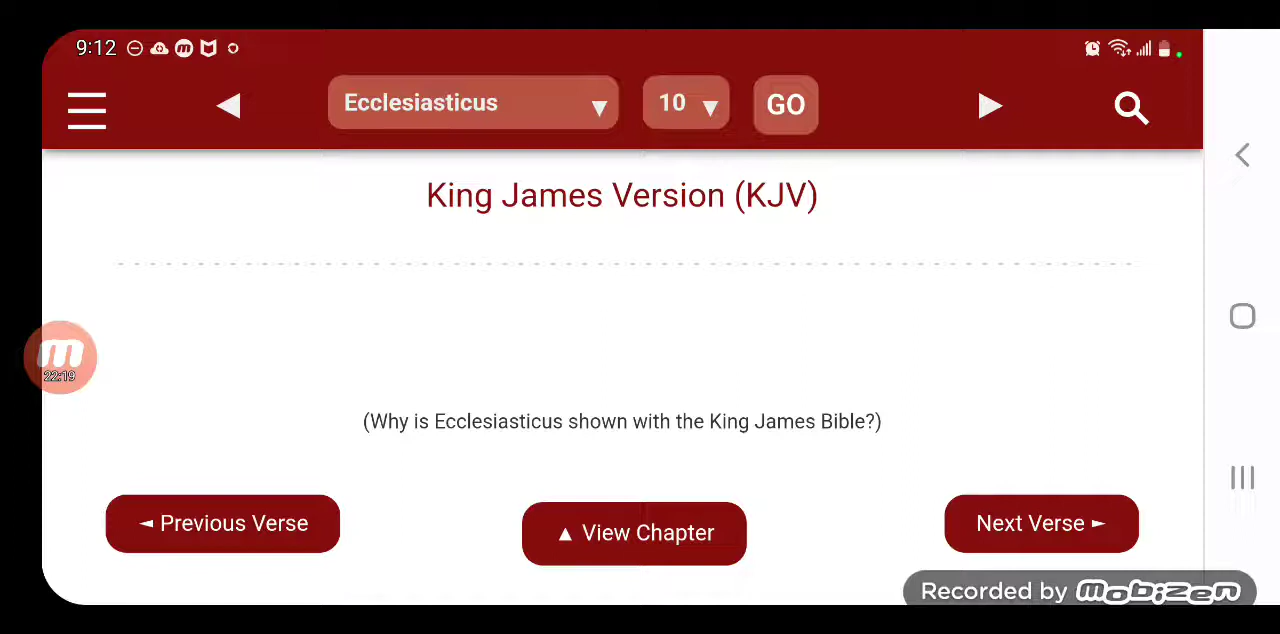 9:12
Ecclesiasticus ▼ 10 ▼ GO
King James Version (KJV)
m
22:19
(Why is Ecclesiasticus shown with the King James Bible?)
◄ Previous Verse ▲ View Chapter Next Verse ►
Recorded by mobizen